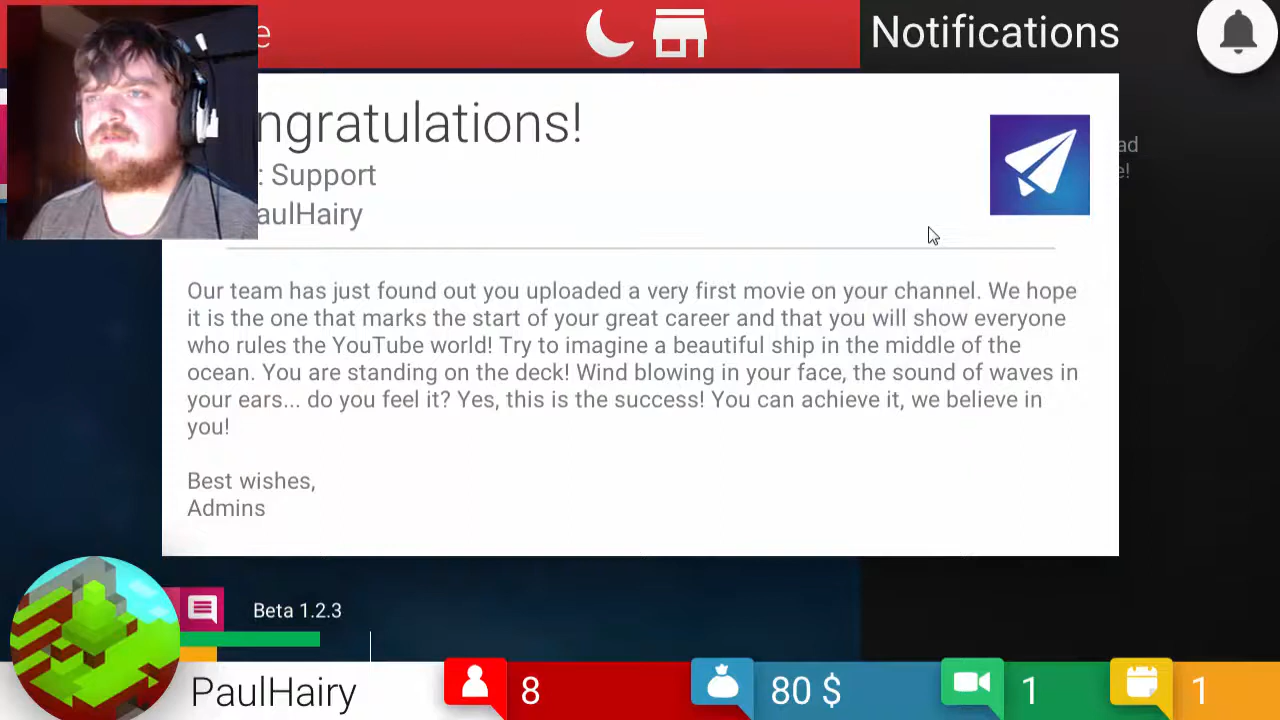 e
Notifications
ngratulations!
: Support
aulHairy
ad
e!
Our team has just found out you uploaded a very first movie on your channel. We hope
it is the one that marks the start of your great career and that you will show everyone
who rules the YouTube world! Try to imagine a beautiful ship in the middle of the
ocean. You are standing on the deck! Wind blowing in your face, the sound of waves in
your ears... do you feel it? Yes, this is the success! You can achieve it, we believe in
you!
Best wishes,
Admins
Beta 1.2.3
PaulHairy
8
80 $
1
1